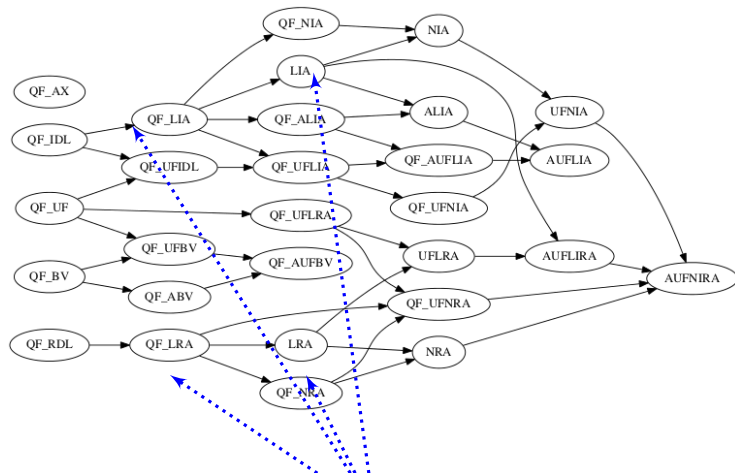 QF_NIA
NIA
LIA
QF_AX
QF_LIA
QF_ALIA
ALIA
UFNIA
QF_IDL
QF_UFIDL
QF_UFLIA
QF_AUFLIA
AUFLIA
QF_UF
QF_UFLRA
QF_UFNIA
QF_UFBV
QF_AUFBV
UFLRA
AUFLIRA
QF_BV
QF_ABV
QF_UFNRA
AUFNIRA
QF_RDL
QF_LRA
LRA
NRA
QF_NRA